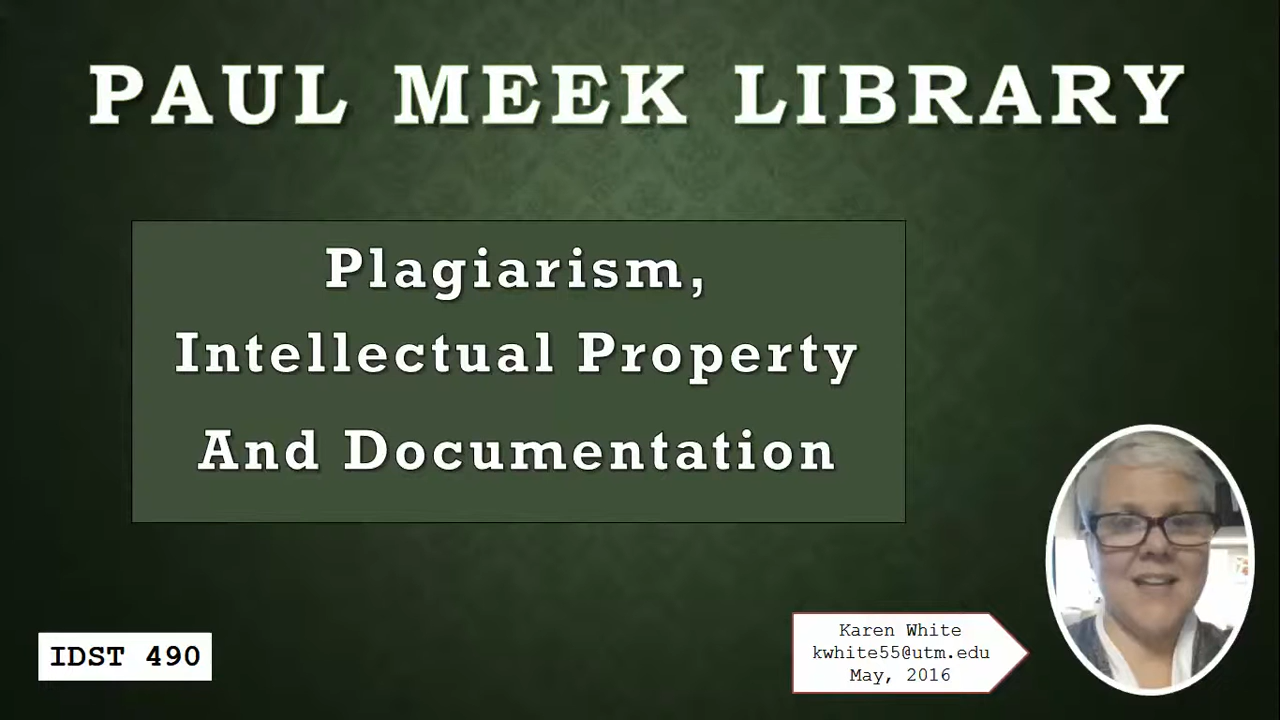 PAUL MEEK LIBRARY
Plagiarism,
Intellectual Property
And Documentation
IDST 490
Karen White
kwhite55@utm.edu
May, 2016